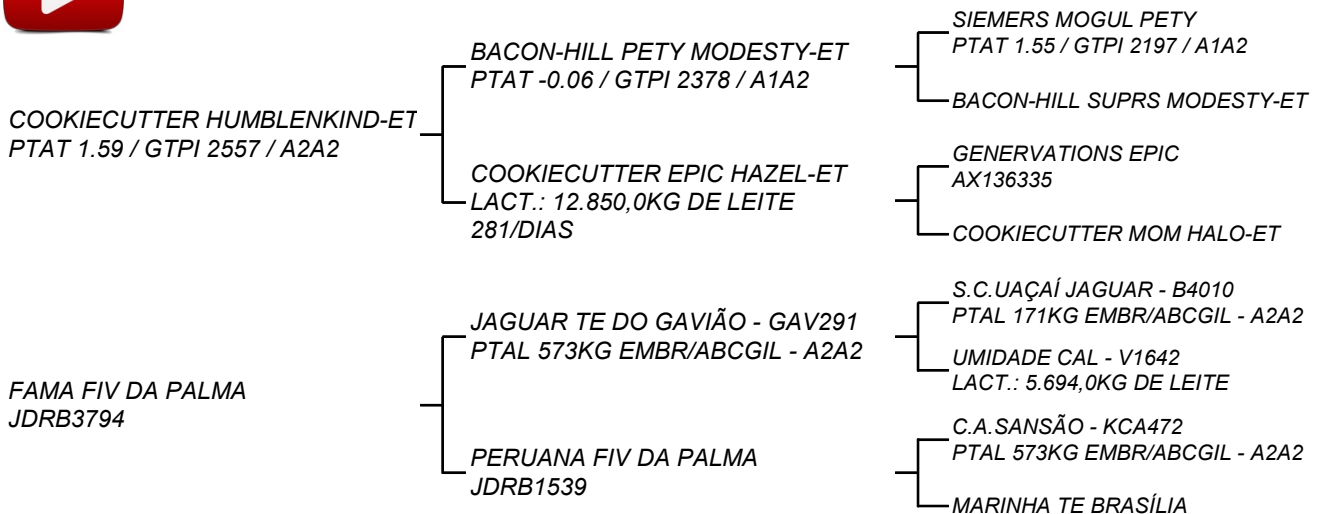 COOKIECUTTER HUMBLENKIND-ET
PTAT 1.59 / GTPI 2557 / A2A2
BACON-HILL PETY MODESTY-ET
PTAT -0.06 / GTPI 2378 / A1A2
SIEMERS MOGUL PETY
PTAT 1.55 / GTPI 2197 / A1A2
BACON-HILL SUPRS MODESTY-ET
COOKIECUTTER EPIC HAZEL-ET
LACT.: 12.850,0KG DE LEITE
281/DIAS
GENERVATIONS EPIC
AX136335
COOKIECUTTER MOM HALO-ET
FAMA FIV DA PALMA
JDRB3794
JAGUAR TE DO GAVIÃO - GAV291
PTAL 573KG EMBR/ABCGIL - A2A2
S.C.UAÇAÍ JAGUAR - B4010
PTAL 171KG EMBR/ABCGIL - A2A2
UMIDADE CAL - V1642
LACT.: 5.694,0KG DE LEITE
PERUANA FIV DA PALMA
JDRB1539
C.A.SANSÃO - KCA472
PTAL 573KG EMBR/ABCGIL - A2A2
MARINHA TE BRASÍLIA